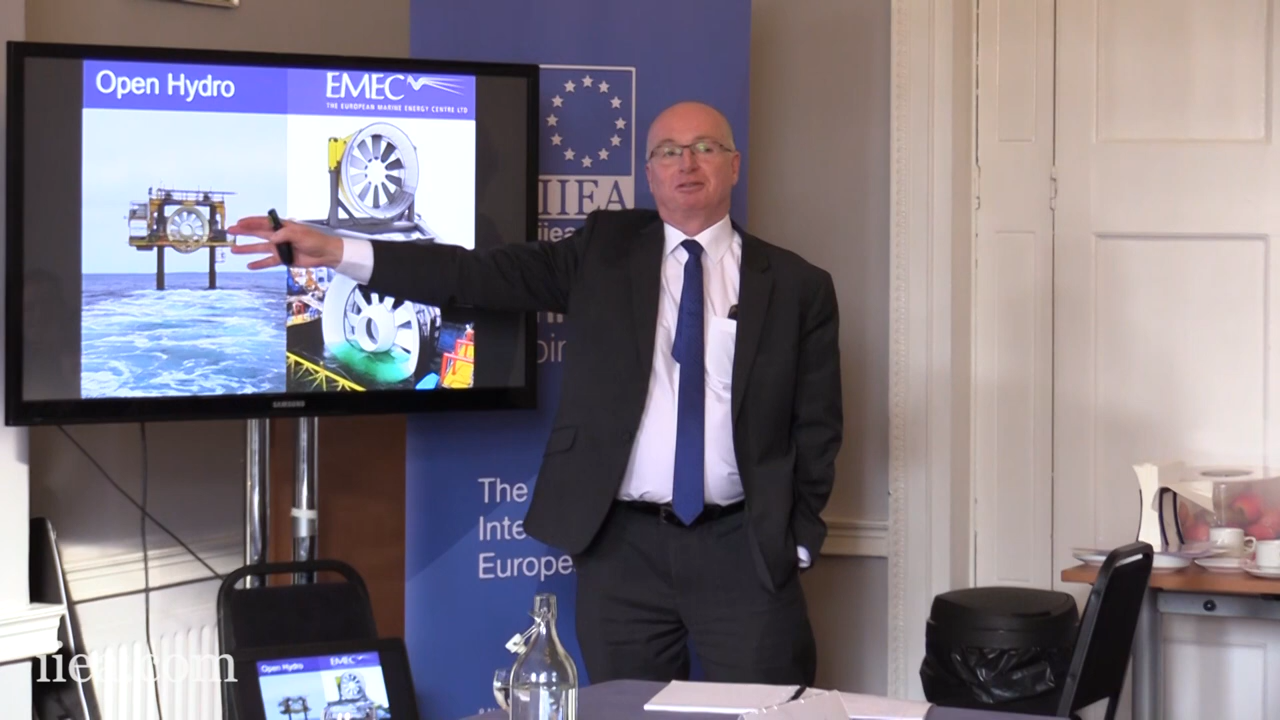 Open Hydro
EMEC
THE EUROPEAN MARINE ENERGY CENTRE LTD
IIEA
iiea
SAMSUNG
The
Inte
Europe
iiea.com
Open Hydro
EMEC